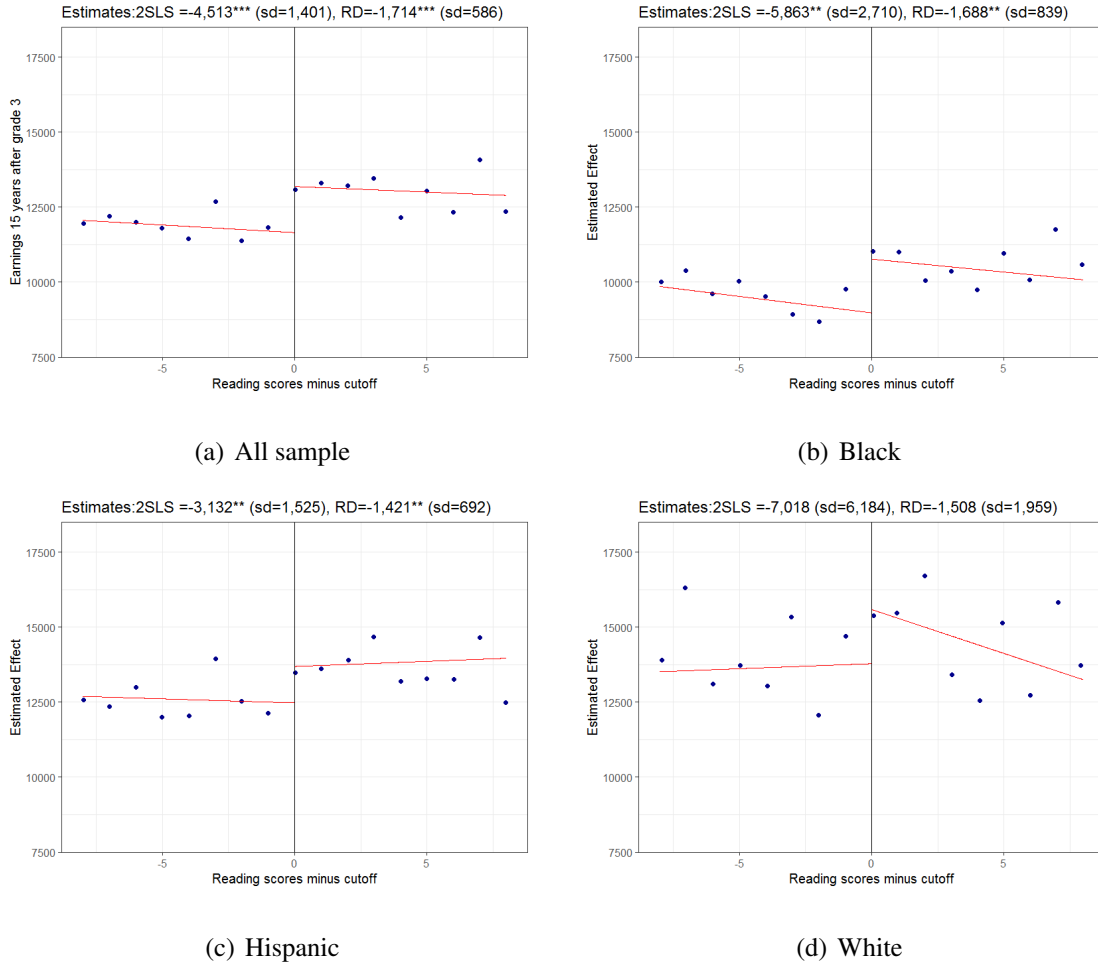 Estimates:2SLS =-4,513*** (sd=1,401), RD=-1,714*** (sd=586)
17500
15000
12500
10000
7500
Earnings 15 years after grade 3
-5
0
5
Reading scores minus cutoff
(a) All sample
Estimates:2SLS =-5,863** (sd=2,710), RD=-1,688** (sd=839)
17500
15000
12500
10000
7500
Estimated Effect
-5
0
5
Reading scores minus cutoff
(b) Black
Estimates:2SLS =-3,132** (sd=1,525), RD=-1,421** (sd=692)
17500
15000
12500
10000
7500
Estimated Effect
-5
0
5
Reading scores minus cutoff
(c) Hispanic
Estimates:2SLS =-7,018 (sd=6,184), RD=-1,508 (sd=1,959)
17500
15000
12500
10000
7500
Estimated Effect
-5
0
5
Reading scores minus cutoff
(d) White